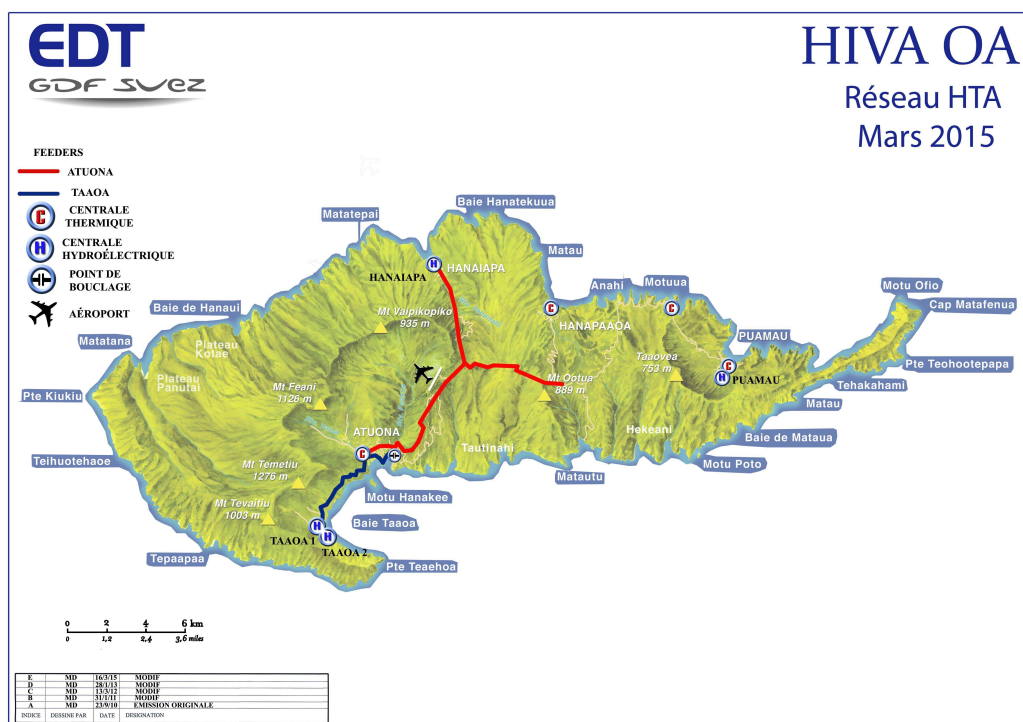 EDT
GDF SUEZ
HIVA OA
Réseau HTA
Mars 2015
FEEDERS
ATUONA
TAAOA
C
CENTRALE
THERMIQUE
H
CENTRALE
HYDROÉLECTRIQUE
POINT DE
BOUCLAGE
AÉROPORT
Baie Hanatekuua
Matatepai
Matau
H
HANAIAPA
HANAIAPA
Anahi
Motuua
Motu Ofio
Cap Matafenua
Baie de Hanaui
Mt Vaipikopiko
935 m
C
HANAPAAOA
C
Matatana
Plateau
Kotae
PUAMAU
Taaovea
753 m
C
H
PUAMAU
Pte Teohootepapa
Tehakahami
Plateau
Panutai
Mt Feani
1126 m
Mt Ootua
889 m
Pte Kiukiu
Matau
ATUONA
C
Tautinahi
Hekeani
Baie de Mataua
Teihuotehaoe
Mt Temetiu
1276 m
Motu Poto
Matautu
Motu Hanakee
Mt Tevaitiu
1003 m
Baie Taaoa
H
H
TAAOA 1
TAAOA 2
Tepaapaa
Pte Teaehoa
0 2 4 6 km
0 1,2 2,4 3,6 miles
E MD 16/3/15 MODIF
D MD 28/1/13 MODIF
C MD 13/3/12 MODIF
B MD 31/1/11 MODIF
A MD 23/9/10 EMISSION ORIGINALE
INDICE DESSINE PAR DATE DESIGNATION